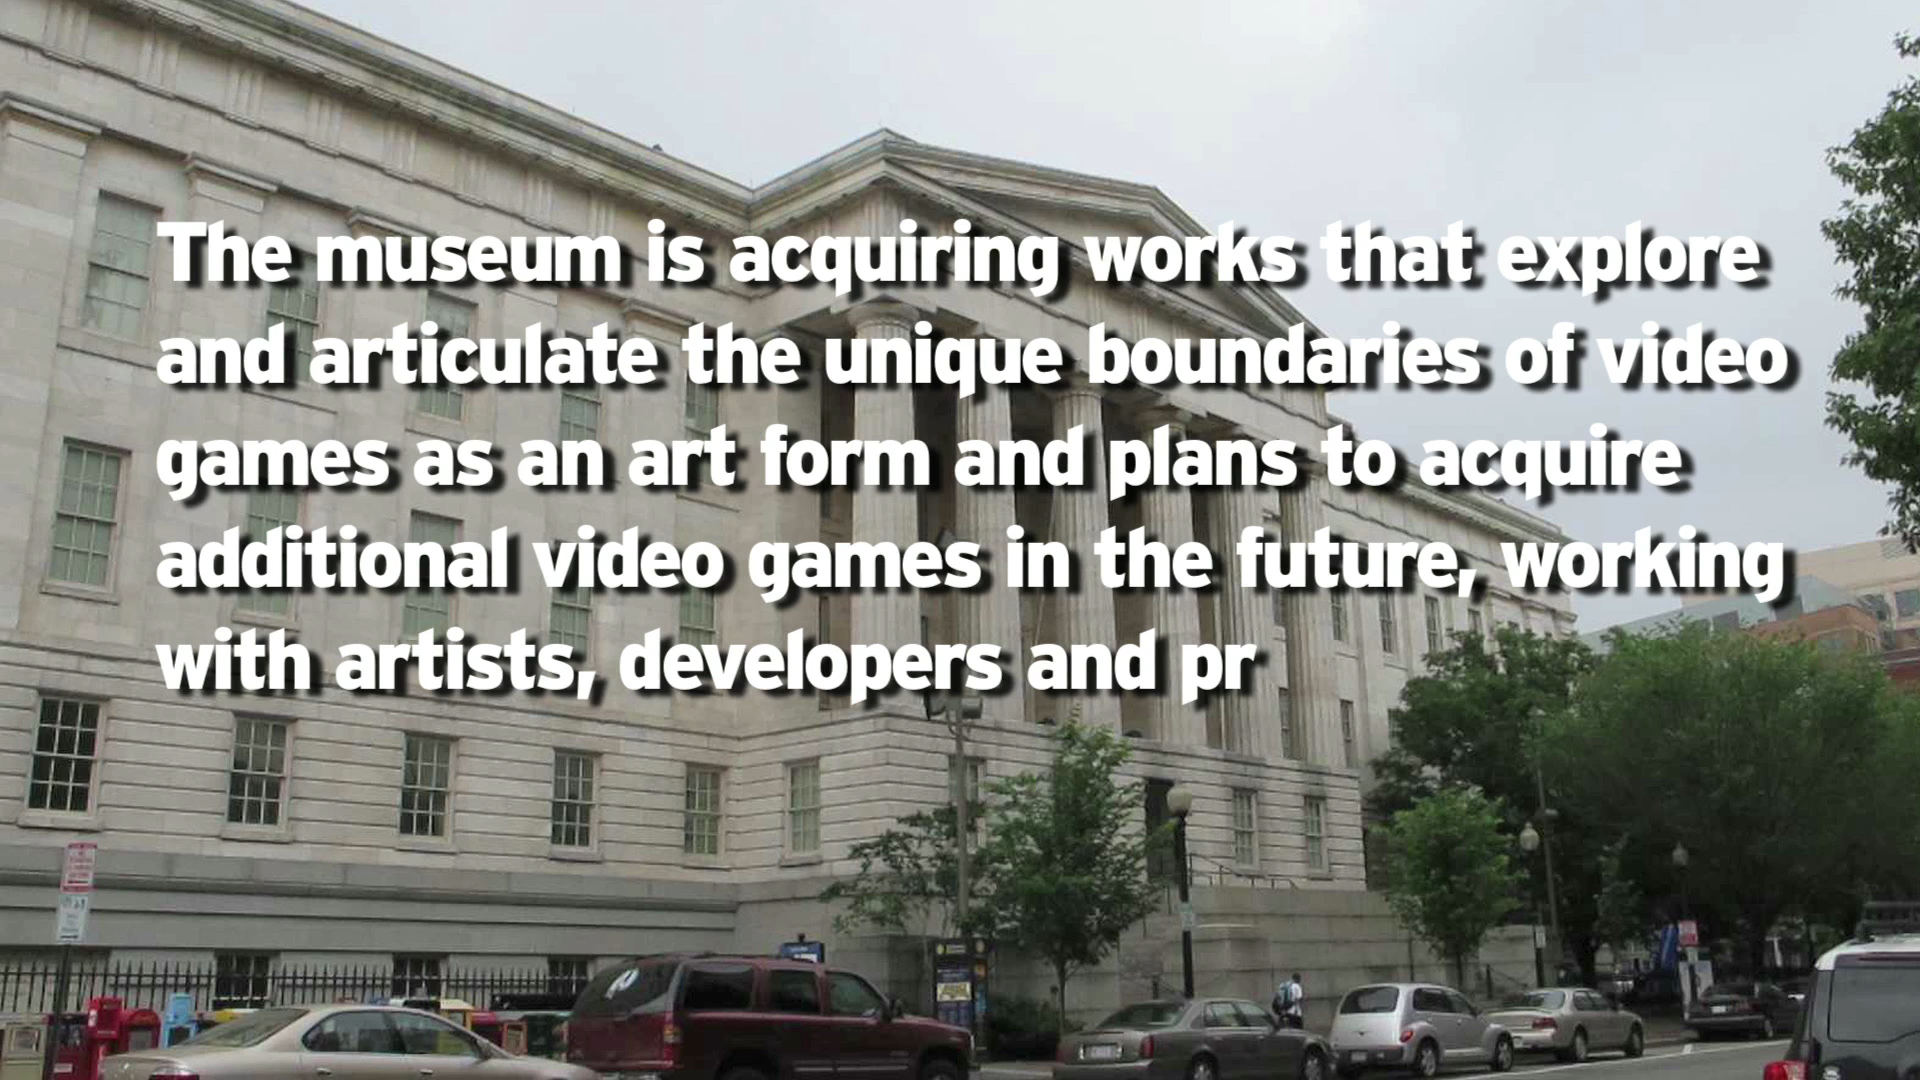 The museum is acquiring works that explore
and articulate the unique boundaries of video
games as an art form and plans to acquire
additional video games in the future, working
with artists, developers and pr